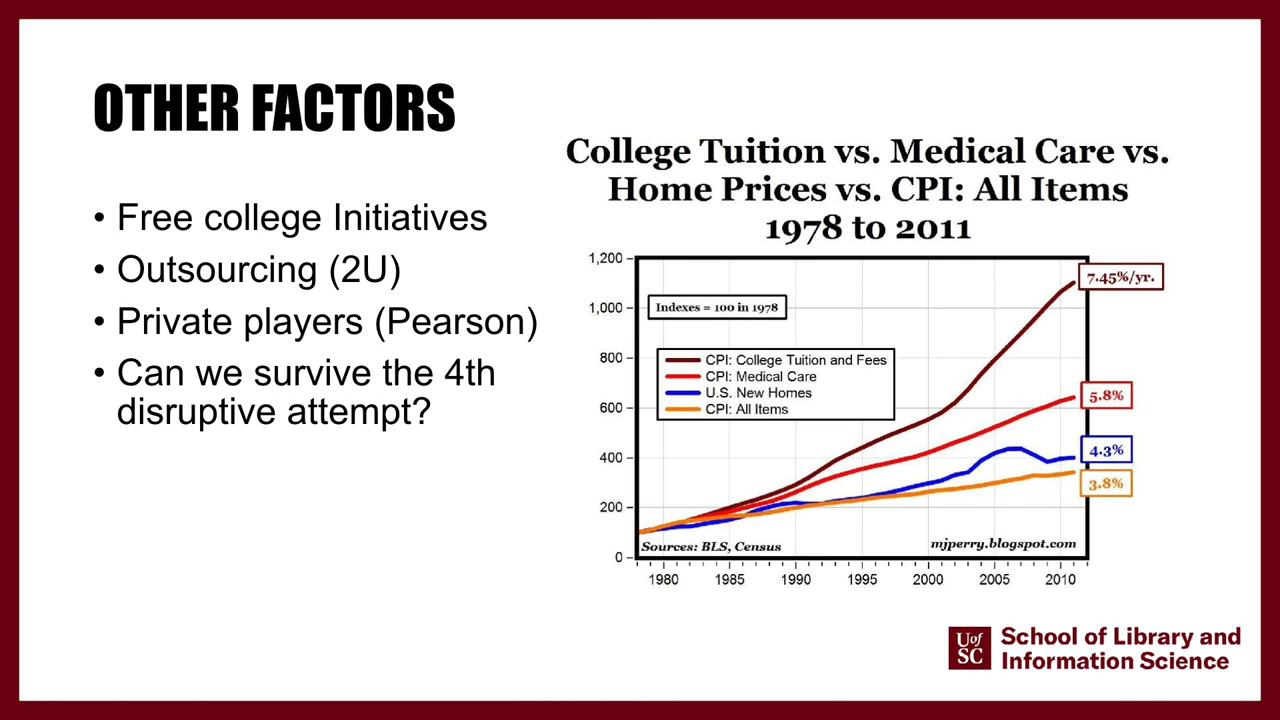 OTHER FACTORS
• Free college Initiatives
• Outsourcing (2U)
• Private players (Pearson)
• Can we survive the 4th
disruptive attempt?
College Tuition vs. Medical Care vs.
Home Prices vs. CPI: All Items
1978 to 2011
1,200
1,000
800
600
400
200
0
Indexes = 100 in 1978
CPI: College Tuition and Fees
CPI: Medical Care
U.S. New Homes
CPI: All Items
7.45%/yr.
5.8%
4.3%
3.8%
Sources: BLS, Census
mjperry.blogspot.com
1980 1985 1990 1995 2000 2005 2010
UofSC
School of Library and
Information Science